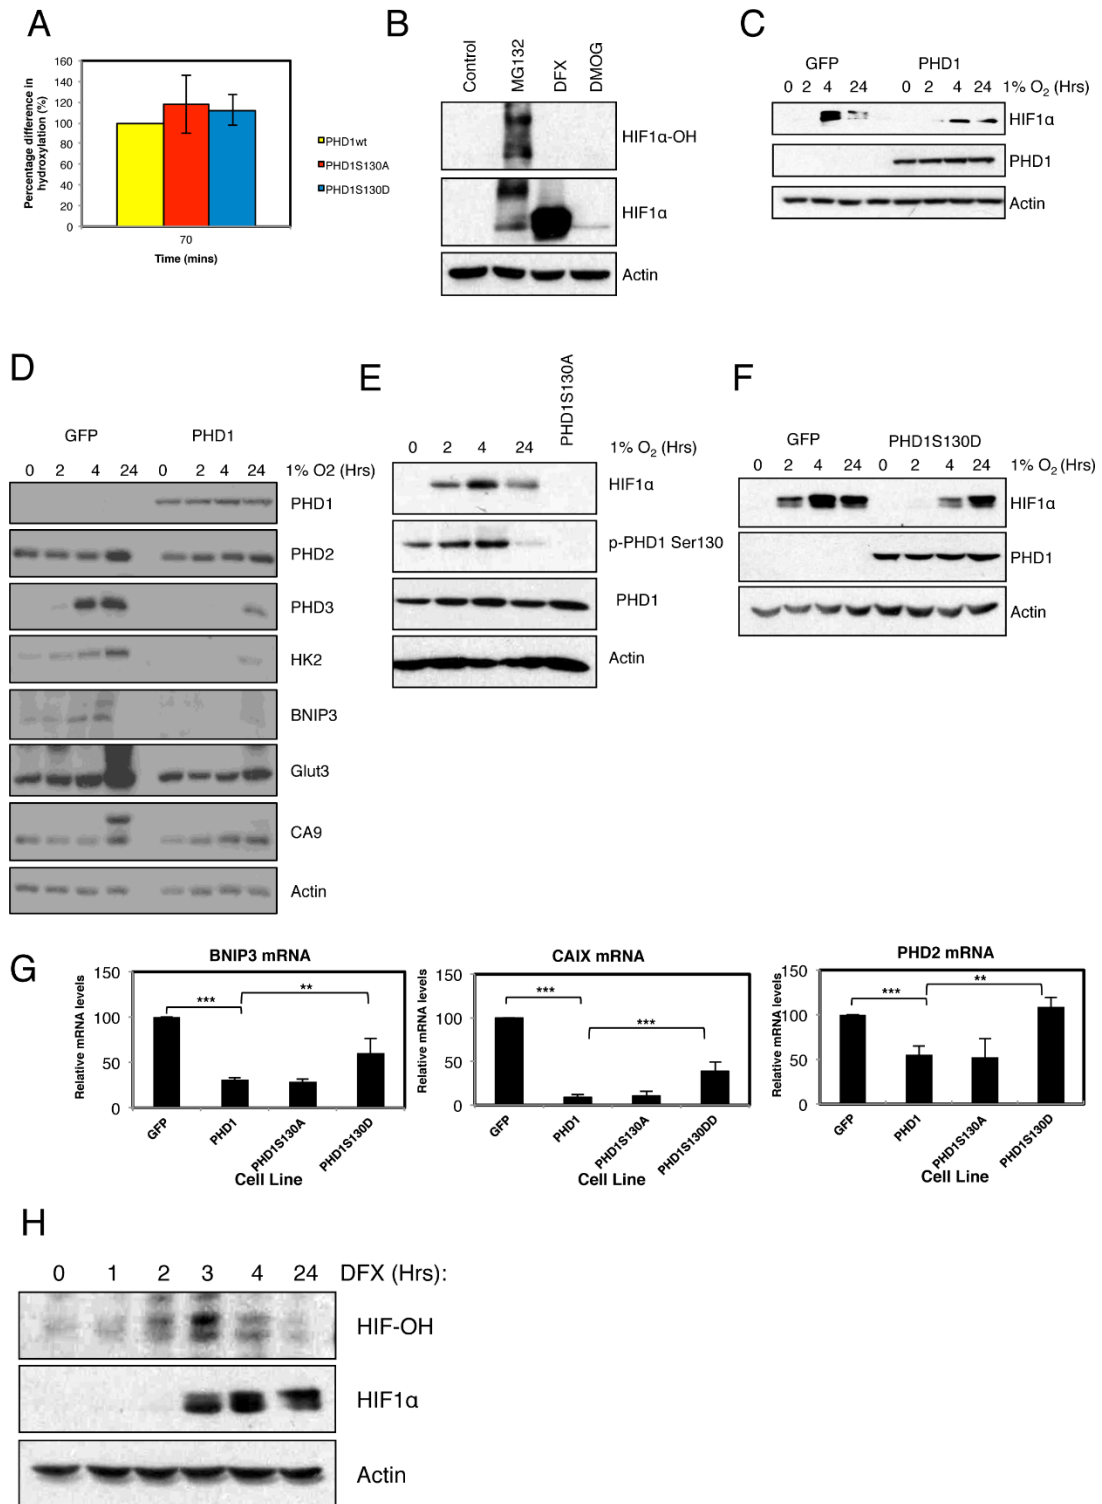 A
160
140
120
100
80
60
40
20
0
Percentage difference in
hydroxylation (%)
70
Time (mins)
PHD1wt
PHD1S130A
PHD1S130D
B
Control
MG132
DFX
DMOG
HIF1α-OH
HIF1α
Actin
C
GFP PHD1
0 2 4 24 0 2 4 24 1% O2 (Hrs)
HIF1α
PHD1
Actin
D
GFP PHD1
0 2 4 24 0 2 4 24 1% O2 (Hrs)
PHD1
PHD2
PHD3
HK2
BNIP3
Glut3
CA9
Actin
E
PHD1S130A
0 2 4 24 1% O2 (Hrs)
HIF1α
p-PHD1 Ser130
PHD1
Actin
F
GFP PHD1S130D
0 2 4 24 0 2 4 24 1% O2 (Hrs)
HIF1α
PHD1
Actin
G
BNIP3 mRNA
Relative mRNA levels
150
100
50
0
*** **
GFP PHD1 PHD1S130A PHD1S130D
Cell Line
CAIX mRNA
Relative mRNA levels
150
100
50
0
*** ***
GFP PHD1 PHD1S130A PHD1S130DD
Cell Line
PHD2 mRNA
Relative mRNA levels
150
100
50
0
*** **
GFP PHD1 PHD1S130A PHD1S130D
Cell Line
H
0 1 2 3 4 24 DFX (Hrs):
HIF-OH
HIF1α
Actin